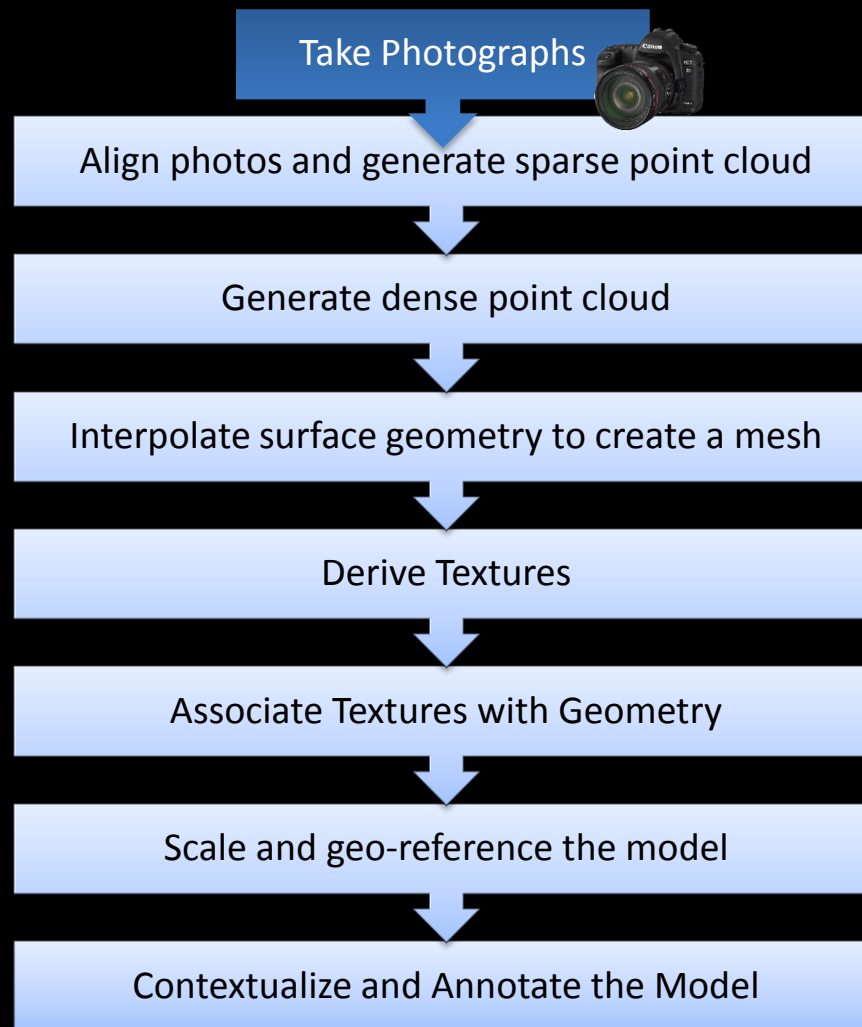 Take Photographs
Canon
Align photos and generate sparse point cloud
Generate dense point cloud
Interpolate surface geometry to create a mesh
Derive Textures
Associate Textures with Geometry
Scale and geo-reference the model
Contextualize and Annotate the Model